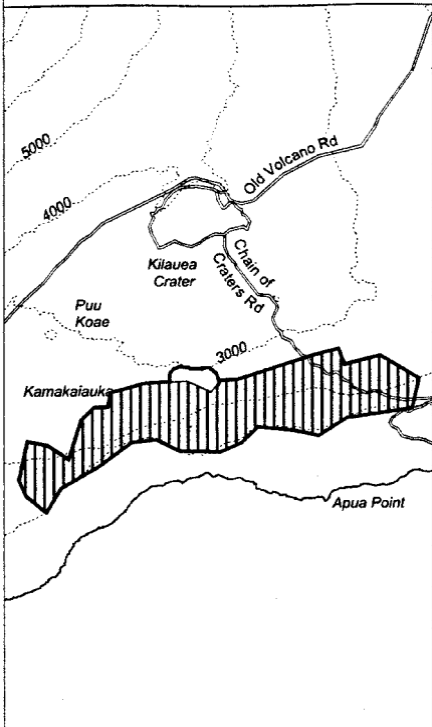 5000
Old Volcano Rd
4000
Kilauea
Crater
Chain of
Craters Rd
Puu
Koae
3000
Kamakaiauka
Apua Point